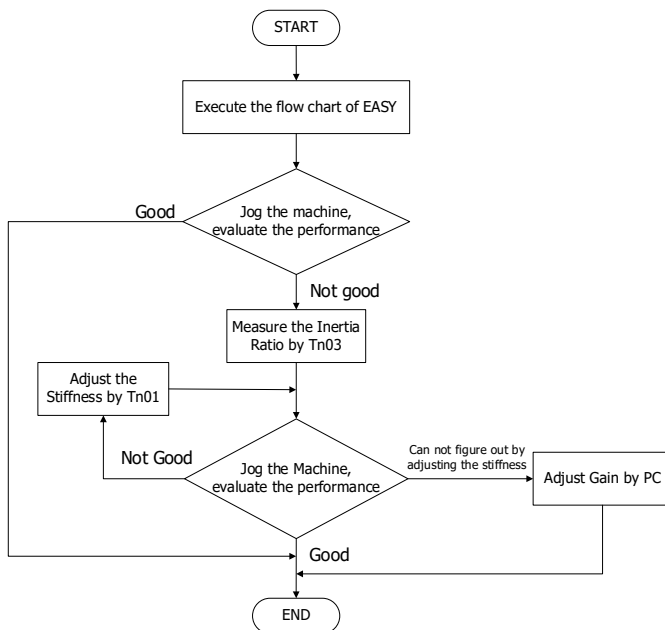 START
Execute the flow chart of EASY
Good
Jog the machine,
evaluate the performance
Not good
Measure the Inertia
Ratio by Tn03
Adjust the
Stiffness by Tn01
Not Good
Jog the Machine,
evaluate the performance
Can not figure out by
adjusting the stiffness
Adjust Gain by PC
Good
END